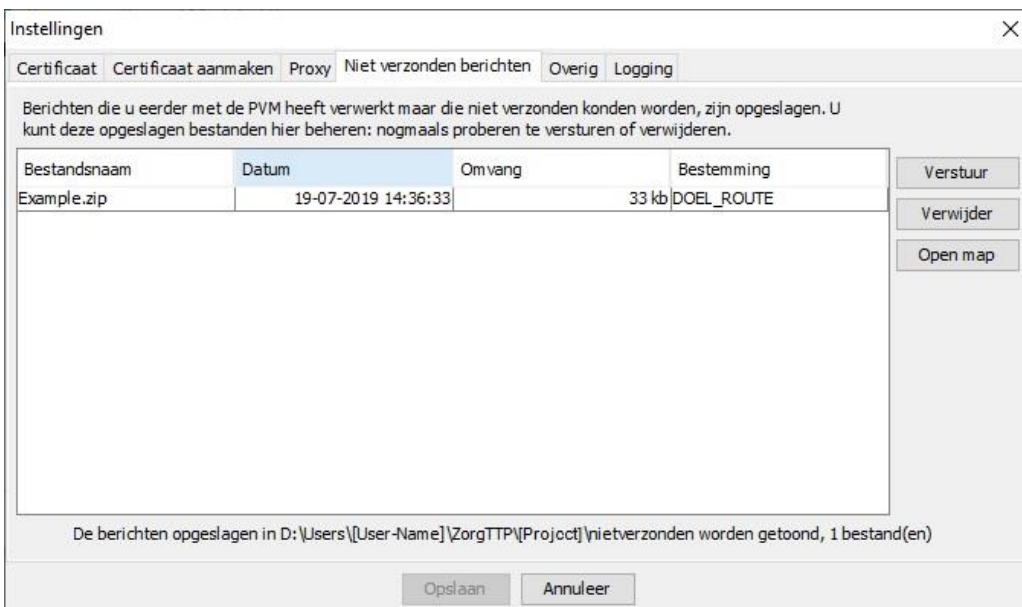 Instellingen
Certificaat Certificaat aanmaken Proxy Niet verzonden berichten Overig Logging
Berichten die u eerder met de PVM heeft verwerkt maar die niet verzonden konden worden, zijn opgeslagen. U
kunt deze opgeslagen bestanden hier beheren: nogmaals proberen te versturen of verwijderen.
Bestandsnaam Datum Omvang Bestemming
Example.zip 19-07-2019 14:36:33 33 kb DOEL_ROUTE
Verstuur
Verwijder
Open map
De berichten opgeslagen in D:\Users\[User-Name]\ZorgTTP\[Project]\nietverzonden worden getoond, 1 bestand(en)
Opslaan Annuleer